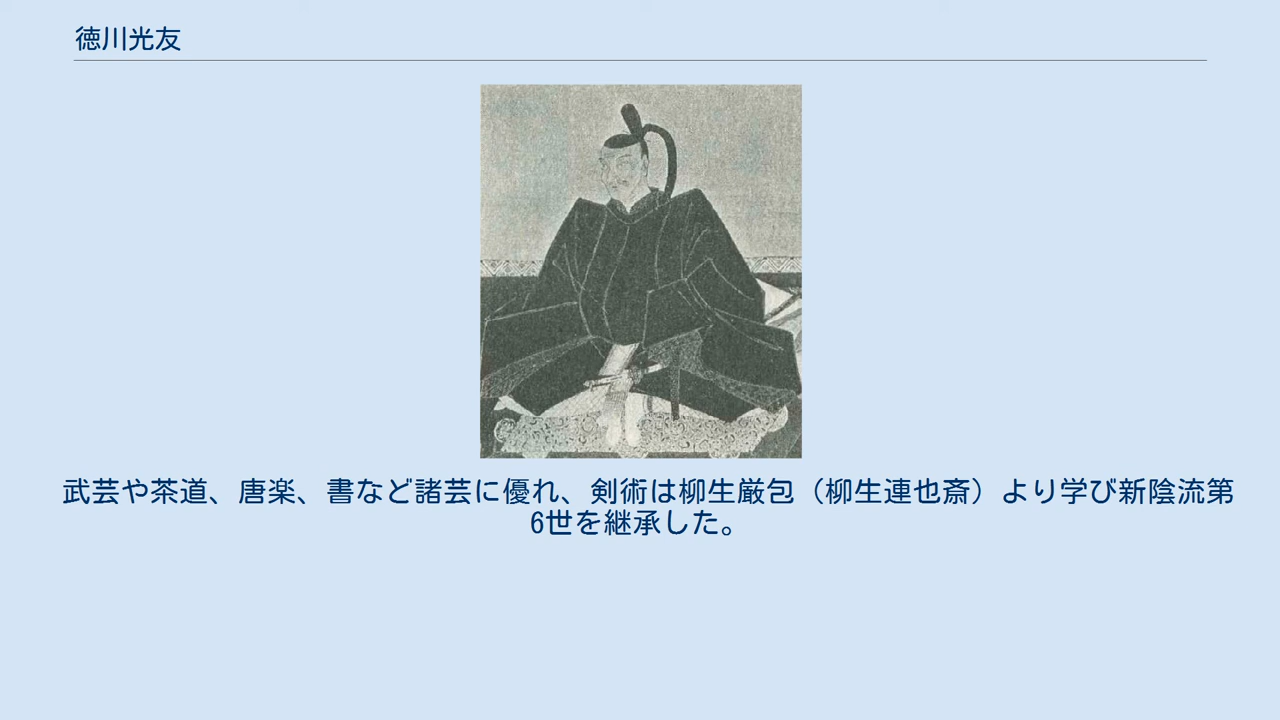 徳川光友
武芸や茶道、唐楽、書など諸芸に優れ、剣術は柳生厳包（柳生連也斎）より学び新陰流第
6世を継承した。